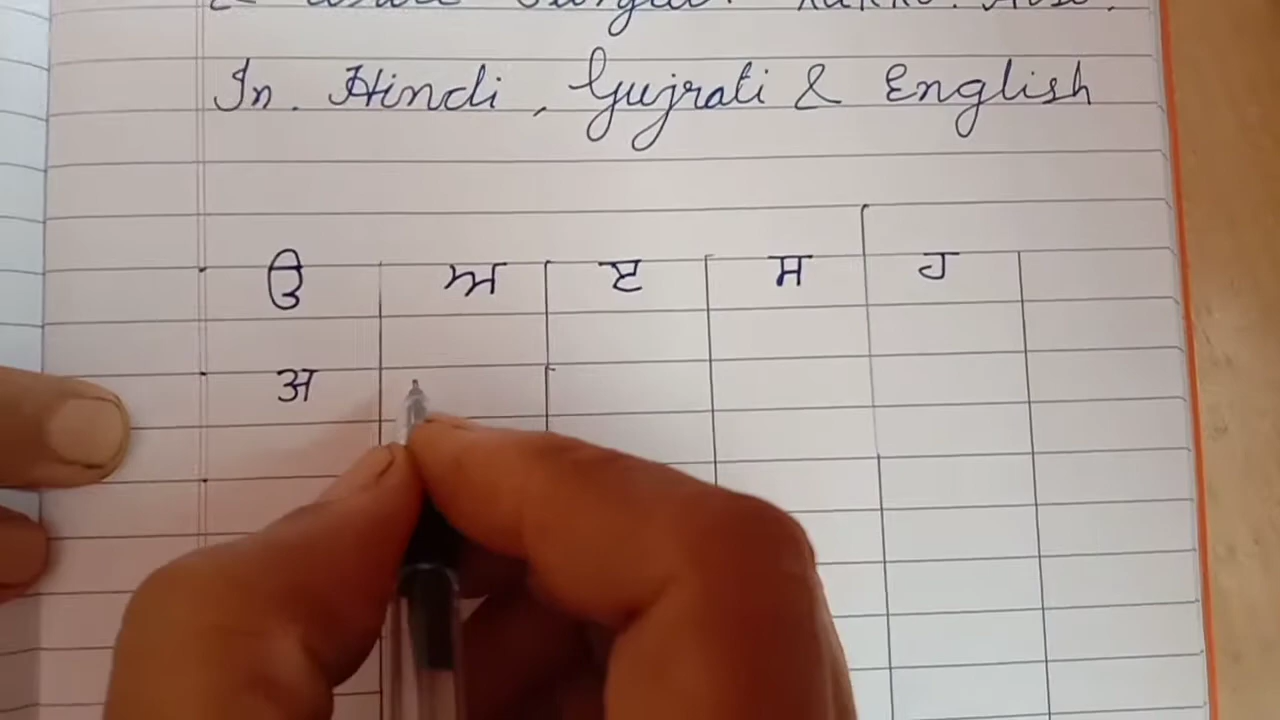 In. Hindi, Gujrati & English
ੳ ਅ ੲ ਸ ਹ
अ